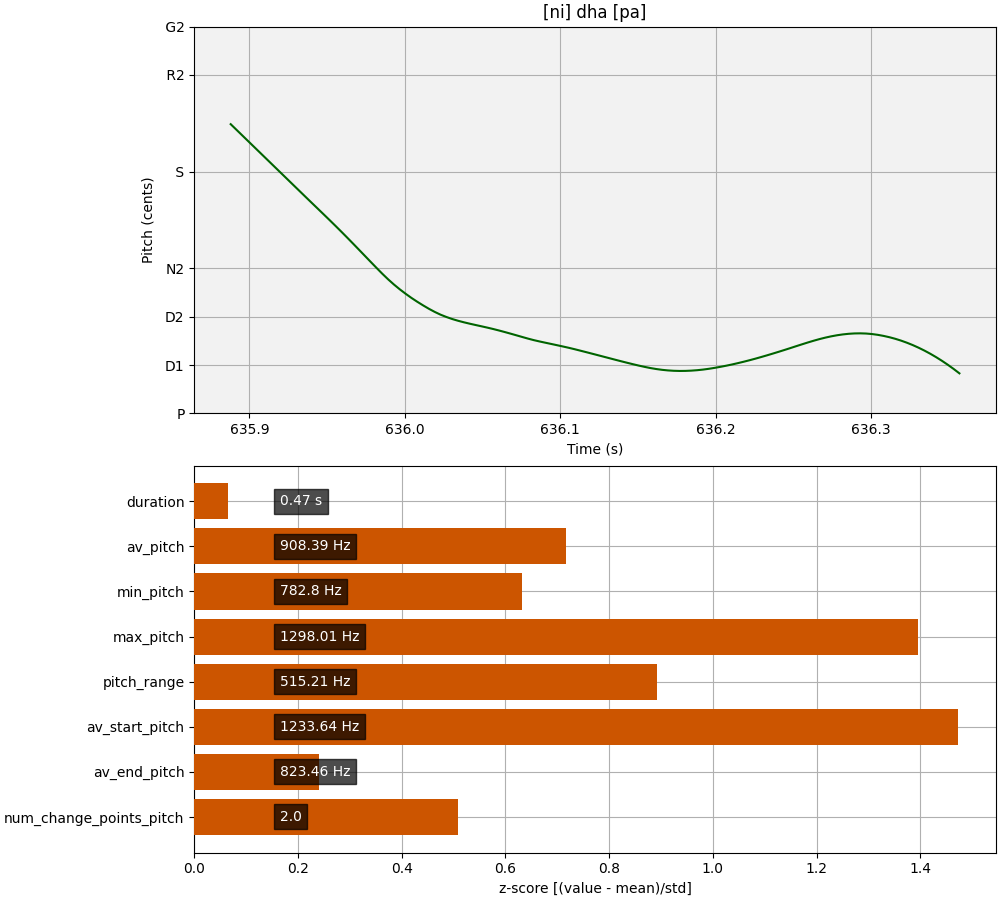 [ni] dha [pa]
G2
R2
S
N2
D2
D1
P
Pitch (cents)
635.9 636.0 636.1 636.2 636.3
Time (s)
duration 0.47 s
av_pitch 908.39 Hz
min_pitch 782.8 Hz
max_pitch 1298.01 Hz
pitch_range 515.21 Hz
av_start_pitch 1233.64 Hz
av_end_pitch 823.46 Hz
num_change_points_pitch 2.0
0.0 0.2 0.4 0.6 0.8 1.0 1.2 1.4
z-score [(value - mean)/std]